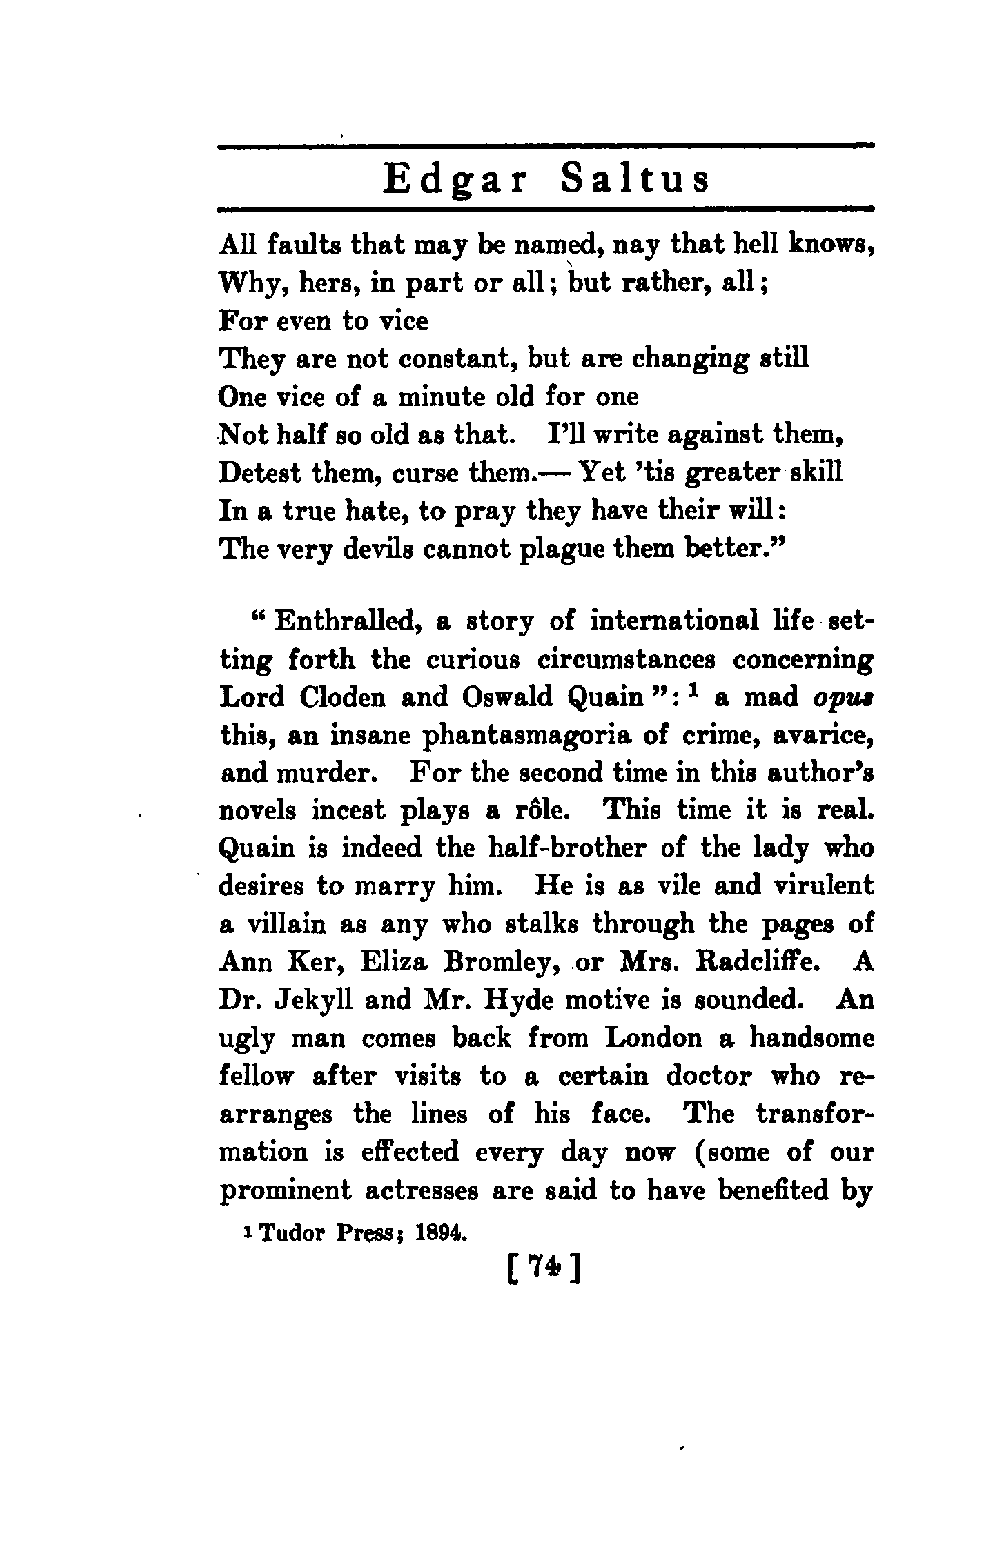 Edgar Saltus
All faults that may be named, nay that hell knows,
Why, hers, in part or all; but rather, all;
For even to vice
They are not constant, but are changing still
One vice of a minute old for one
Not half so old as that. I'll write against them,
Detest them, curse them.— Yet 'tis greater skill
In a true hate, to pray they have their will:
The very devils cannot plague them better."
“ Enthralled, a story of international life set-
ting forth the curious circumstances concerning
Lord Cloden and Oswald Quain ”: ¹ a mad opus
this, an insane phantasmagoria of crime, avarice,
and murder. For the second time in this author's
novels incest plays a rôle. This time it is real.
Quain is indeed the half-brother of the lady who
desires to marry him. He is as vile and virulent
a villain as any who stalks through the pages of
Ann Ker, Eliza Bromley, or Mrs. Radcliffe. A
Dr. Jekyll and Mr. Hyde motive is sounded. An
ugly man comes back from London a handsome
fellow after visits to a certain doctor who re-
arranges the lines of his face. The transfor-
mation is effected every day now (some of our
prominent actresses are said to have benefited by
1 Tudor Press; 1894.
[ 74 ]